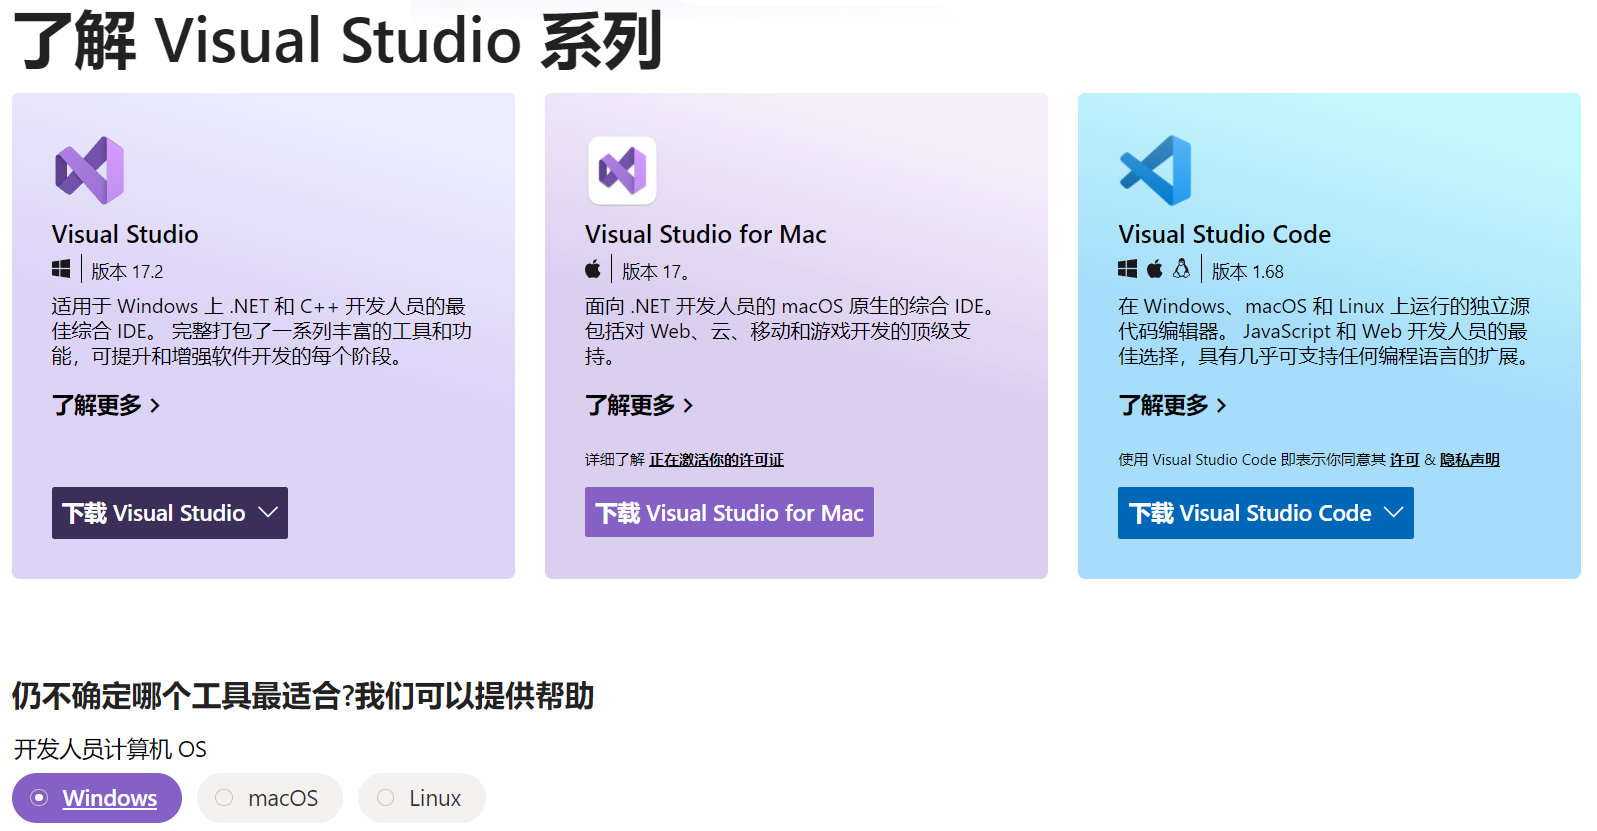 了解 Visual Studio 系列
Visual Studio
版本 17.2
适用于 Windows 上 .NET 和 C++ 开发人员的最
佳综合 IDE。 完整打包了一系列丰富的工具和功
能，可提升和增强软件开发的每个阶段。
了解更多
下载 Visual Studio
Visual Studio for Mac
版本 17。
面向 .NET 开发人员的 macOS 原生的综合 IDE。
包括对 Web、云、移动和游戏开发的顶级支
持。
了解更多
详细了解 正在激活你的许可证
下载 Visual Studio for Mac
Visual Studio Code
版本 1.68
在 Windows、macOS 和 Linux 上运行的独立源
代码编辑器。 JavaScript 和 Web 开发人员的最
佳选择，具有几乎可支持任何编程语言的扩展。
了解更多
使用 Visual Studio Code 即表示你同意其 许可 & 隐私声明
下载 Visual Studio Code
仍不确定哪个工具最适合?我们可以提供帮助
开发人员计算机 OS
Windows
macOS
Linux